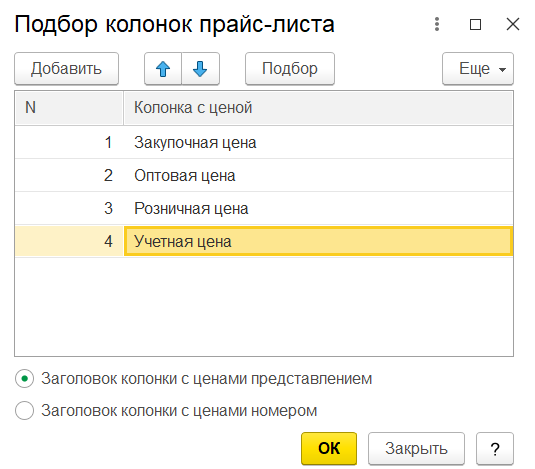 Подбор колонок прайс-листа
Добавить Подбор Еще
N Колонка с ценой
1 Закупочная цена
2 Оптовая цена
3 Розничная цена
4 Учетная цена
Заголовок колонки с ценами представлением
Заголовок колонки с ценами номером
ОК Закрыть ?